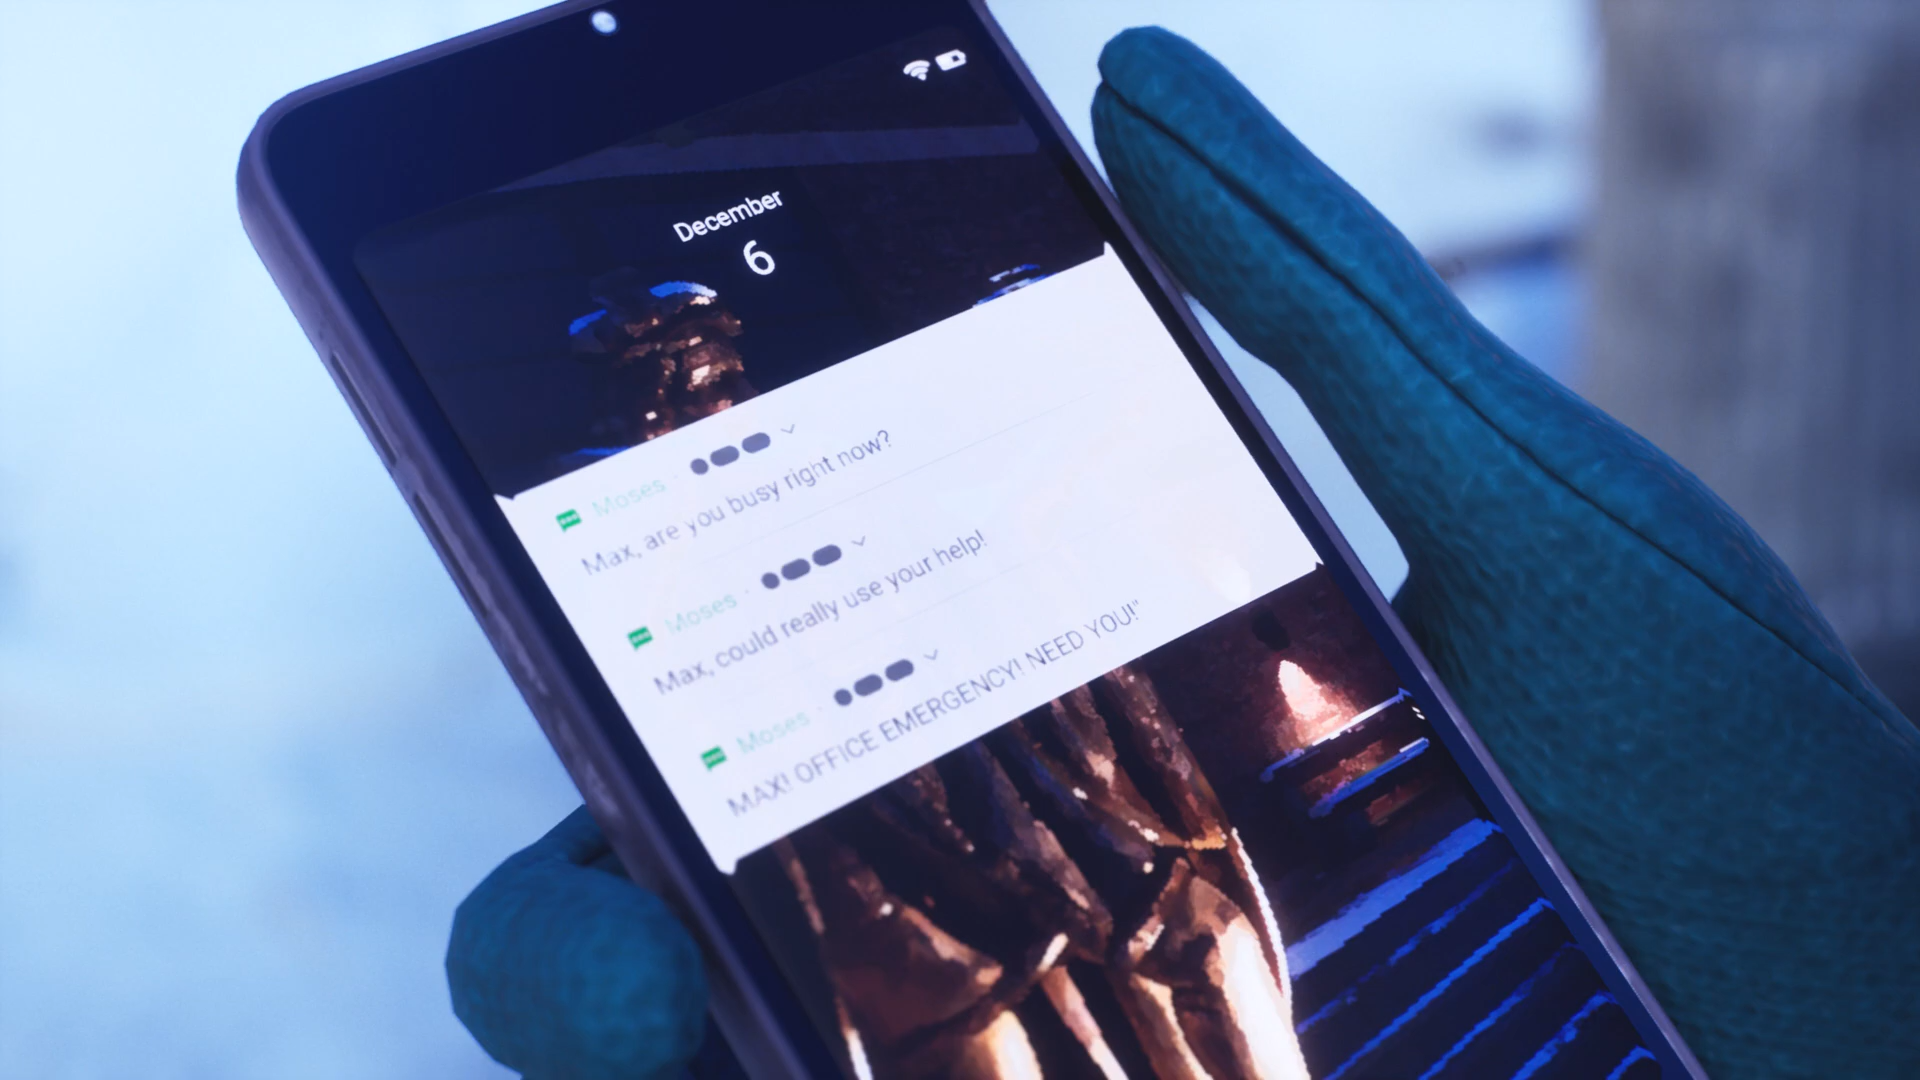 December
6
Moses ·
Max, are you busy right now?
Moses ·
Max, could really use your help!
Moses ·
MAX! OFFICE EMERGENCY! NEED YOU!"